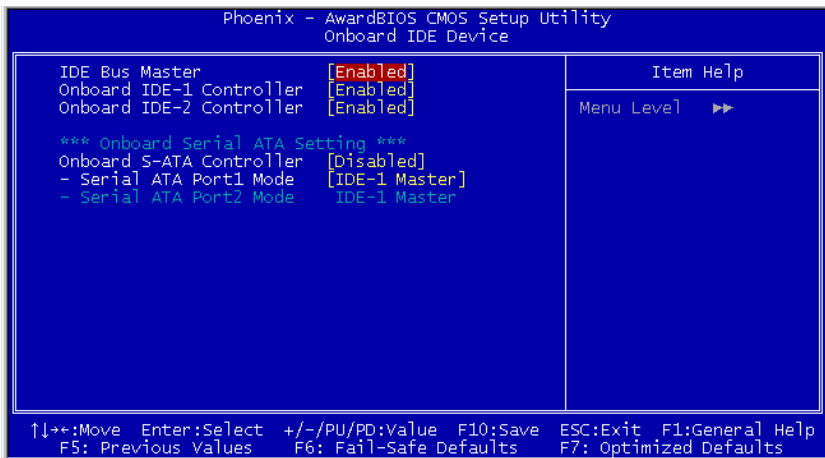 Phoenix - AwardBIOS CMOS Setup Utility
Onboard IDE Device
IDE Bus Master [Enabled]
Item Help
Onboard IDE-1 Controller [Enabled]
Onboard IDE-2 Controller [Enabled]
Menu Level ►►
*** Onboard Serial ATA Setting ***
Onboard S-ATA Controller [Disabled]
- Serial ATA Port1 Mode [IDE-1 Master]
- Serial ATA Port2 Mode IDE-1 Master
↑↓→←:Move Enter:Select +/-/PU/PD:Value F10:Save ESC:Exit F1:General Help
F5: Previous Values F6: Fail-Safe Defaults F7: Optimized Defaults